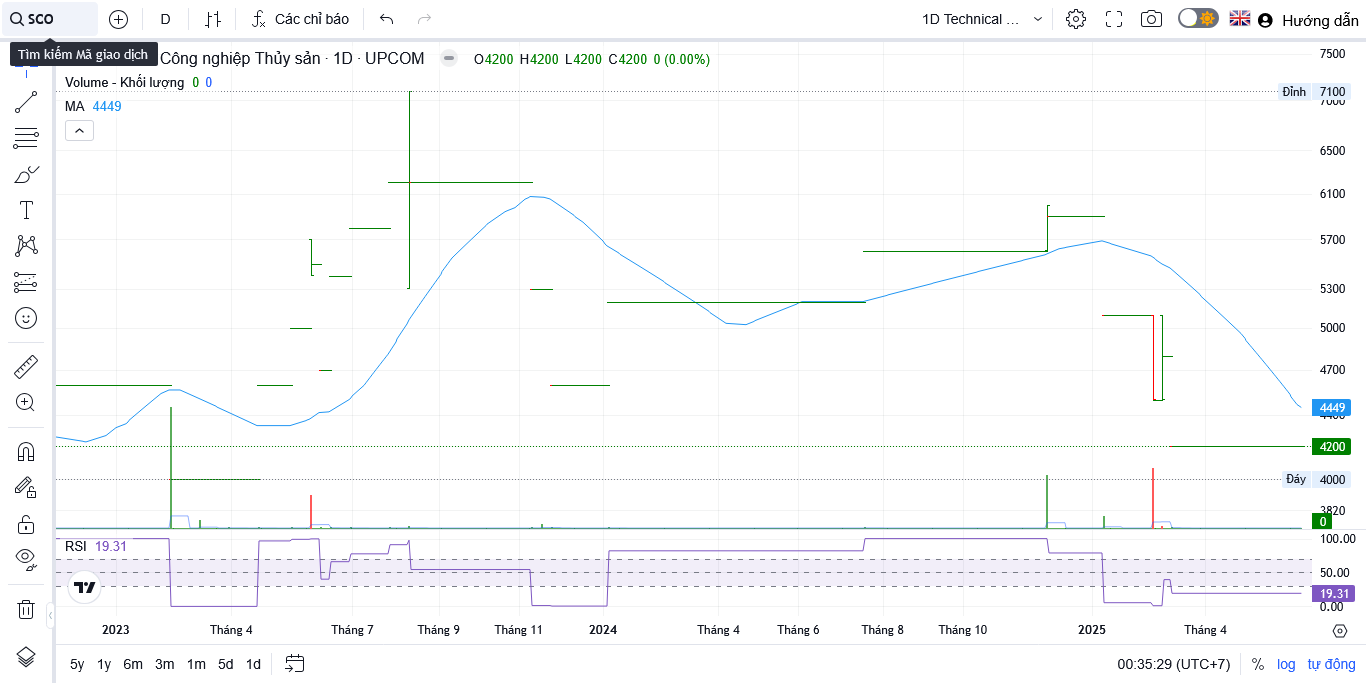 SCO
D
Các chỉ báo
1D Technical ...
Hướng dẫn
Tìm kiếm Mã giao dịch
Công nghiệp Thủy sản · 1D · UPCOM
O4200 H4200 L4200 C4200 0 (0.00%)
Volume - Khối lượng 0 0
MA 4449
7500
Đỉnh 7100
7000
6500
6100
5700
5300
5000
4700
4449
4400
4200
Đáy 4000
3820
0
RSI 19.31
100.00
50.00
19.31
0.00
2023 Tháng 4 Tháng 7 Tháng 9 Tháng 11 2024 Tháng 4 Tháng 6 Tháng 8 Tháng 10 2025 Tháng 4
5y 1y 6m 3m 1m 5d 1d
00:35:29 (UTC+7) % log tự động